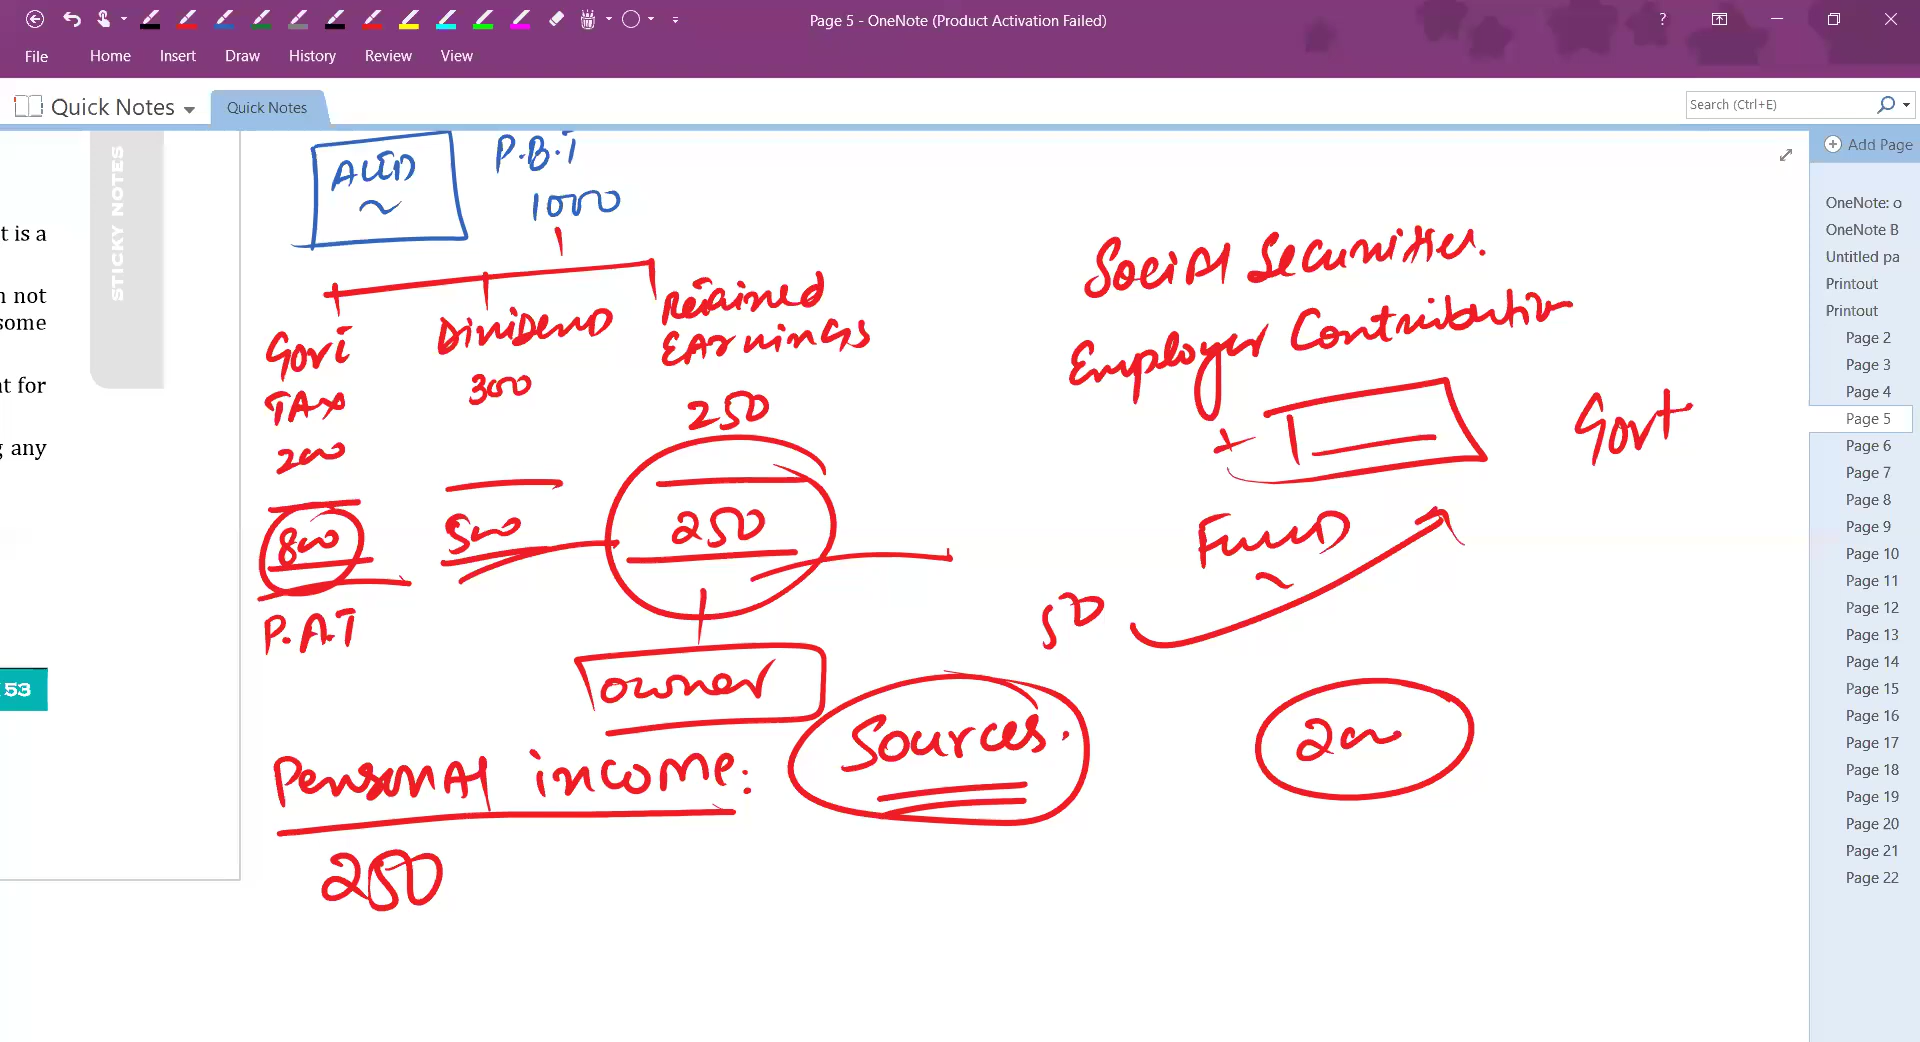 Page 5 - OneNote (Product Activation Failed)
?
File Home Insert Draw History Review View
Quick Notes
Quick Notes
Search (Ctrl+E)
STICKY NOTES
t is a
n not
some
at for
g any
53
P.B.T
1000
Govt
TAX
200
800
P.A.T
Dividend
300
500
Retained
Earnings
250
250
owner
Personal income:
250
Sources.
Social Securities.
Employer Contribution
+
Govt
Fund
50
200
Add Page
OneNote: o
OneNote B
Untitled pa
Printout
Printout
Page 2
Page 3
Page 4
Page 5
Page 6
Page 7
Page 8
Page 9
Page 10
Page 11
Page 12
Page 13
Page 14
Page 15
Page 16
Page 17
Page 18
Page 19
Page 20
Page 21
Page 22